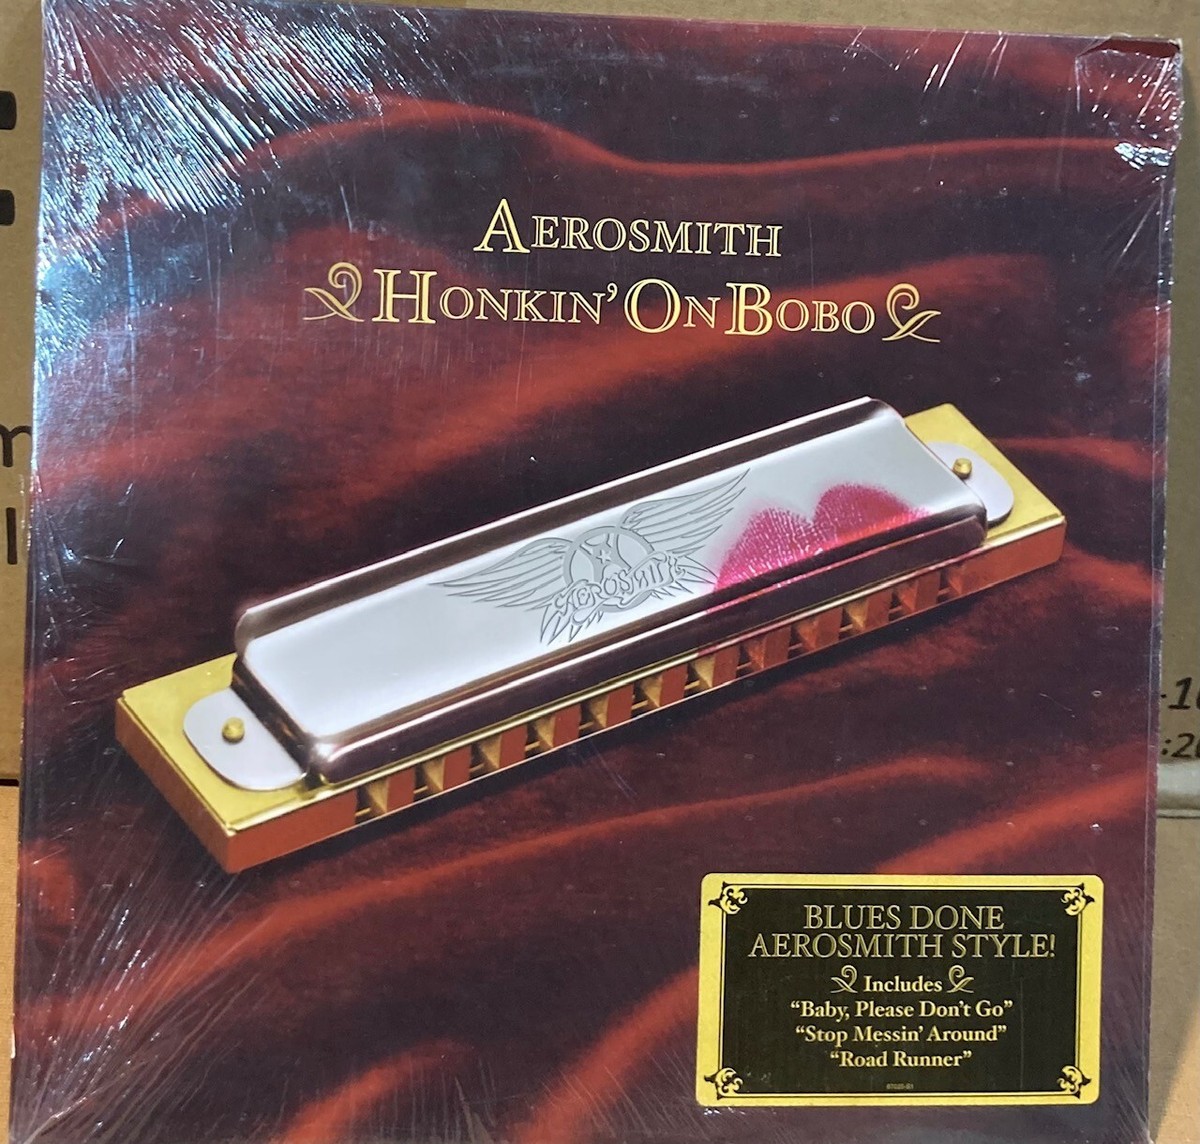 AEROSMITH
HONKIN' ON BOBO
AEROSMITH
BLUES DONE
AEROSMITH STYLE!
Includes
“Baby, Please Don’t Go”
“Stop Messin’ Around”
“Road Runner”